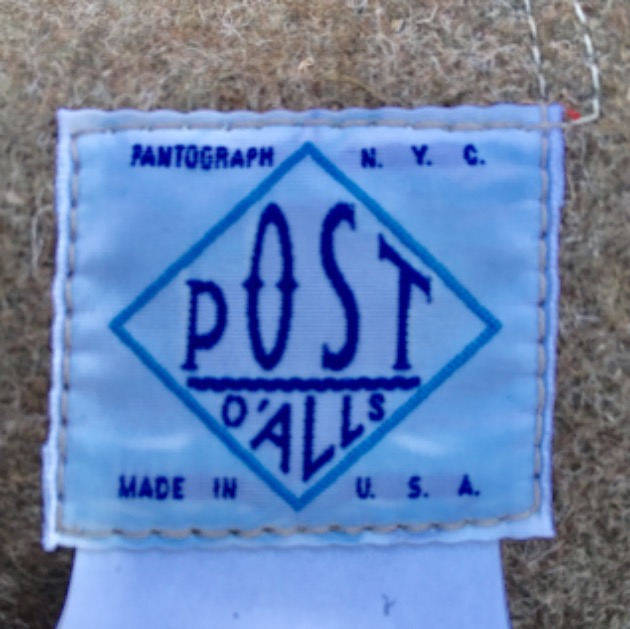 PANTOGRAPH N. Y. C.
POST
O'ALLS
MADE IN U. S. A.